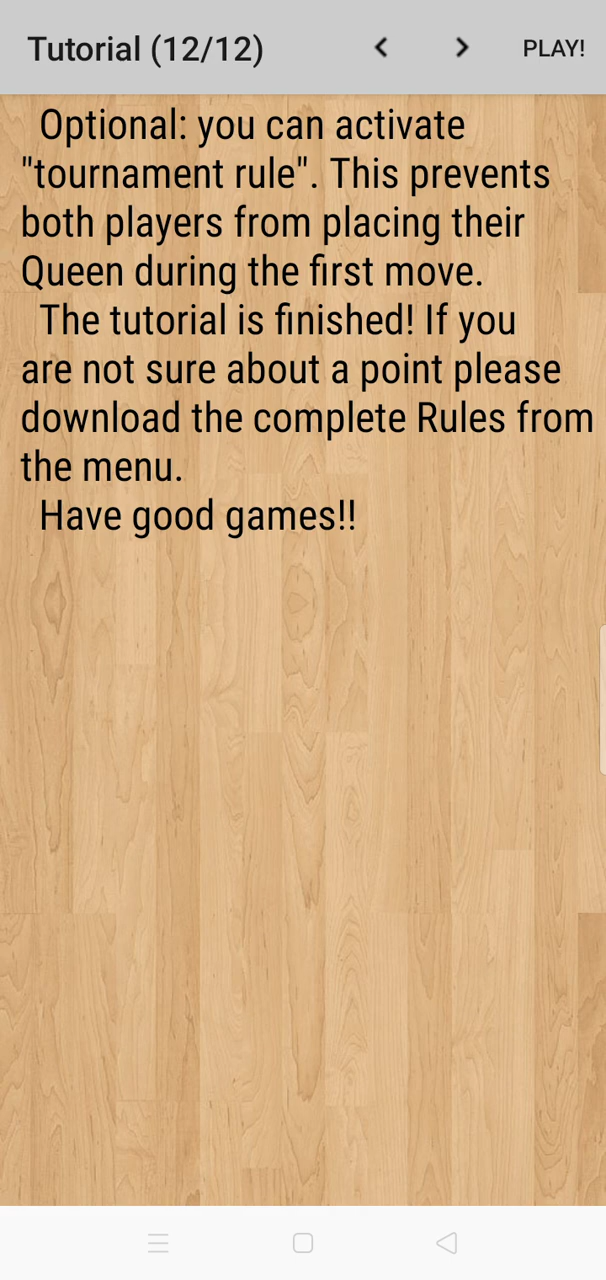 Tutorial (12/12)
PLAY!
Optional: you can activate
"tournament rule". This prevents
both players from placing their
Queen during the first move.
The tutorial is finished! If you
are not sure about a point please
download the complete Rules from
the menu.
Have good games!!